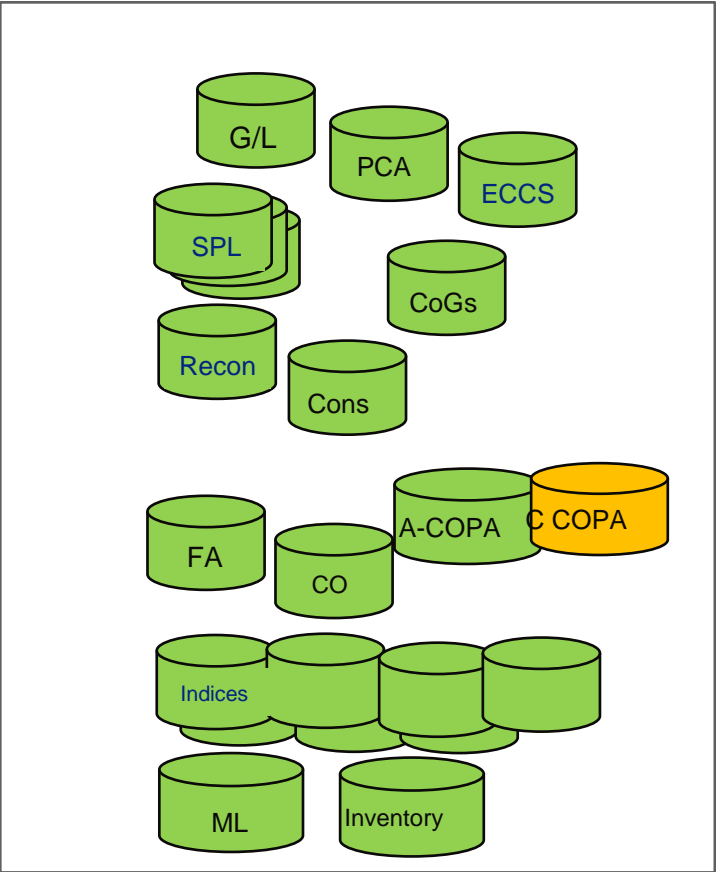 G/L
PCA
ECCS
SPL
CoGs
Recon
Cons
A-COPA
C COPA
FA
CO
Indices
ML
Inventory